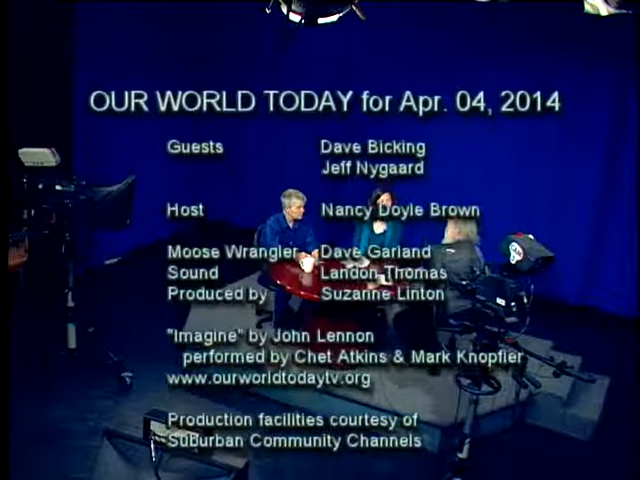 OUR WORLD TODAY for Apr. 04, 2014
Guests Dave Bicking
Jeff Nygaard
Host Nancy Doyle Brown
Moose Wrangler Dave Garland
Sound Landon Thomas
Produced by Suzanne Linton
"Imagine" by John Lennon
performed by Chet Atkins & Mark Knopfler
www.ourworldtodaytv.org
Production facilities courtesy of
Suburban Community Channels